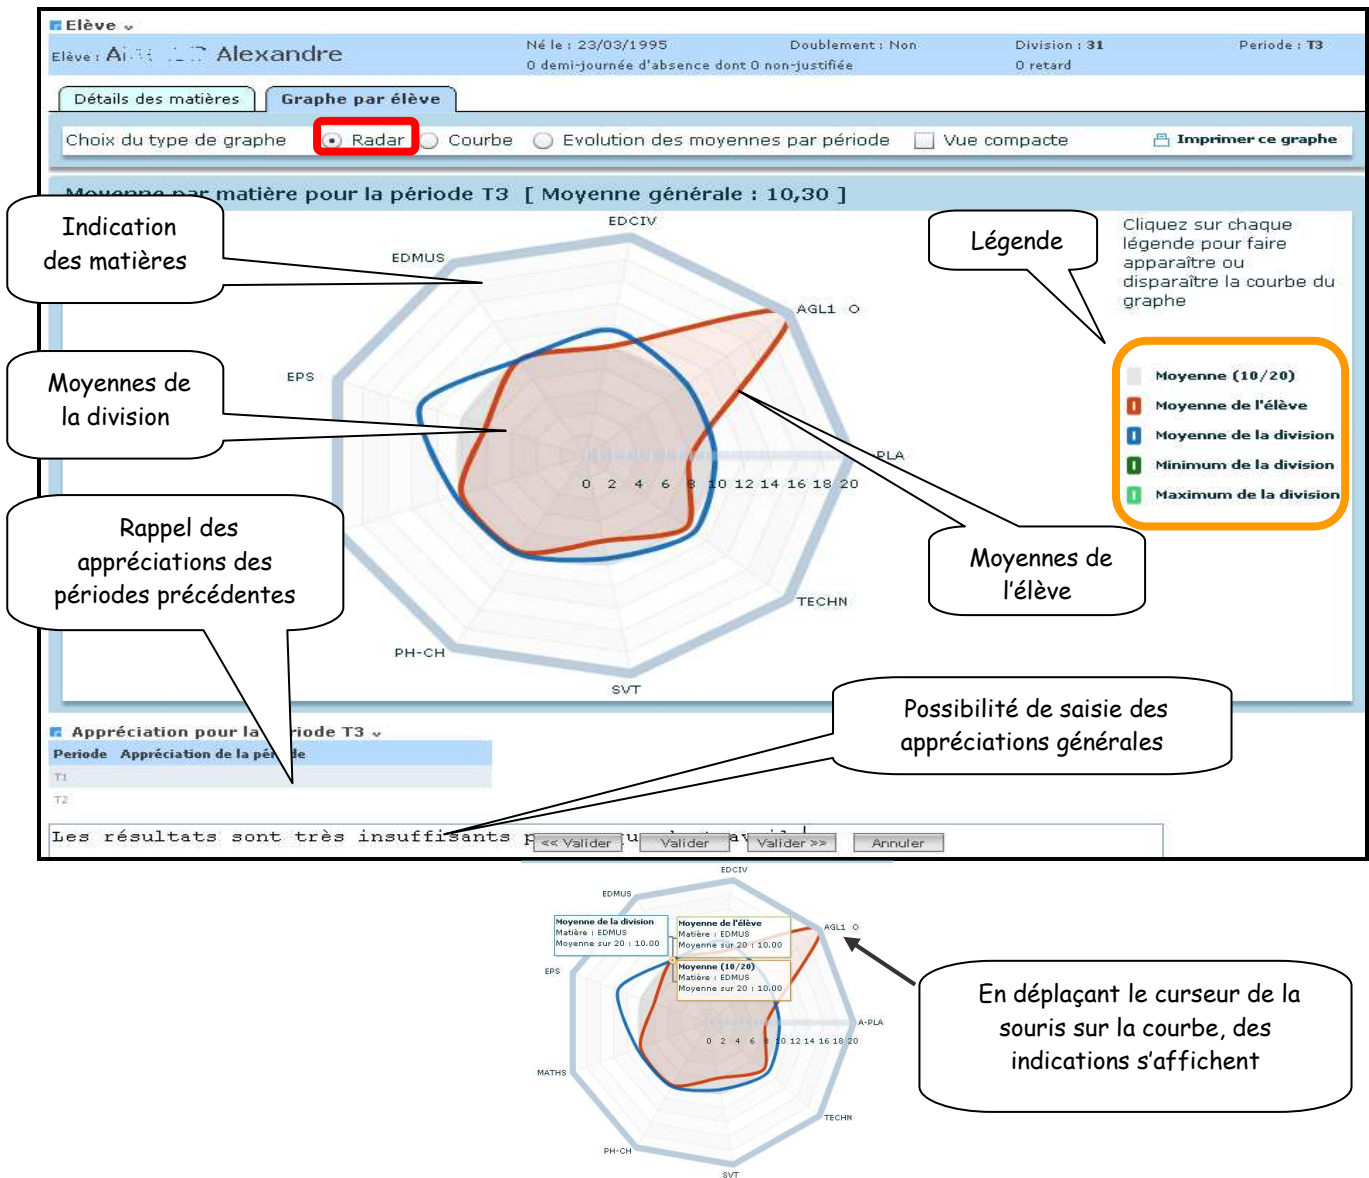 Elève
Elève : Alexandre
Né le : 23/03/1995
Doublement : Non
Division : 31
Periode : T3
0 demi-journée d'absence dont 0 non-justifiée
0 retard
Détails des matières
Graphe par élève
Choix du type de graphe
Radar
Courbe
Evolution des moyennes par période
Vue compacte
Imprimer ce graphe
Moyenne par matière pour la période T3 [ Moyenne générale : 10,30 ]
Indication
des matières
Moyennes de
la division
Rappel des
appréciations des
périodes précédentes
EDCIV
EDMUS
AGL1 O
EPS
PLA
0 2 4 6 8 10 12 14 16 18 20
TECHN
PH-CH
SVT
Légende
Cliquez sur chaque
légende pour faire
apparaître ou
disparaître la courbe du
graphe
Moyenne (10/20)
Moyenne de l'élève
Moyenne de la division
Minimum de la division
Maximum de la division
Moyennes de
l'élève
Possibilité de saisie des
appréciations générales
Appréciation pour la période T3
Periode Appréciation de la période
T1
T2
Les résultats sont très insuffisants
<< Valider
Valider
Valider >>
Annuler
EDCIV
EDMUS
AGL1 O
Moyenne de la division
Matière : EDMUS
Moyenne sur 20 : 10.00
Moyenne de l'élève
Matière : EDMUS
Moyenne sur 20 : 10.00
Moyenne (10/20)
Matière : EDMUS
Moyenne sur 20 : 10.00
EPS
A-PLA
0 2 4 6 8 10 12 14 16 18 20
MATHS
TECHN
PH-CH
SVT
En déplaçant le curseur de la
souris sur la courbe, des
indications s'affichent